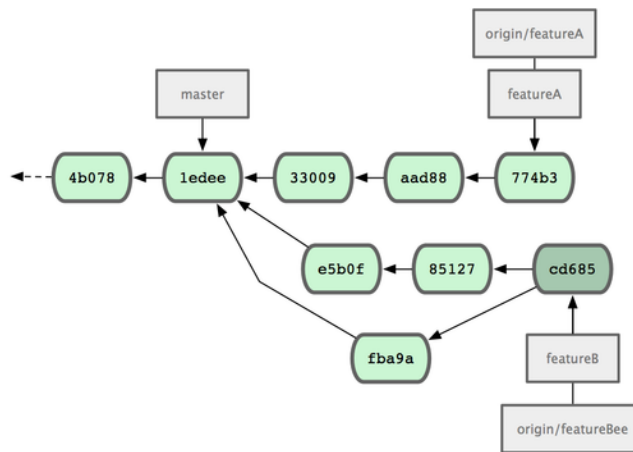 origin/featureA
master
featureA
4b078
1edee
33009
aad88
774b3
e5b0f
85127
cd685
fba9a
featureB
origin/featureBee